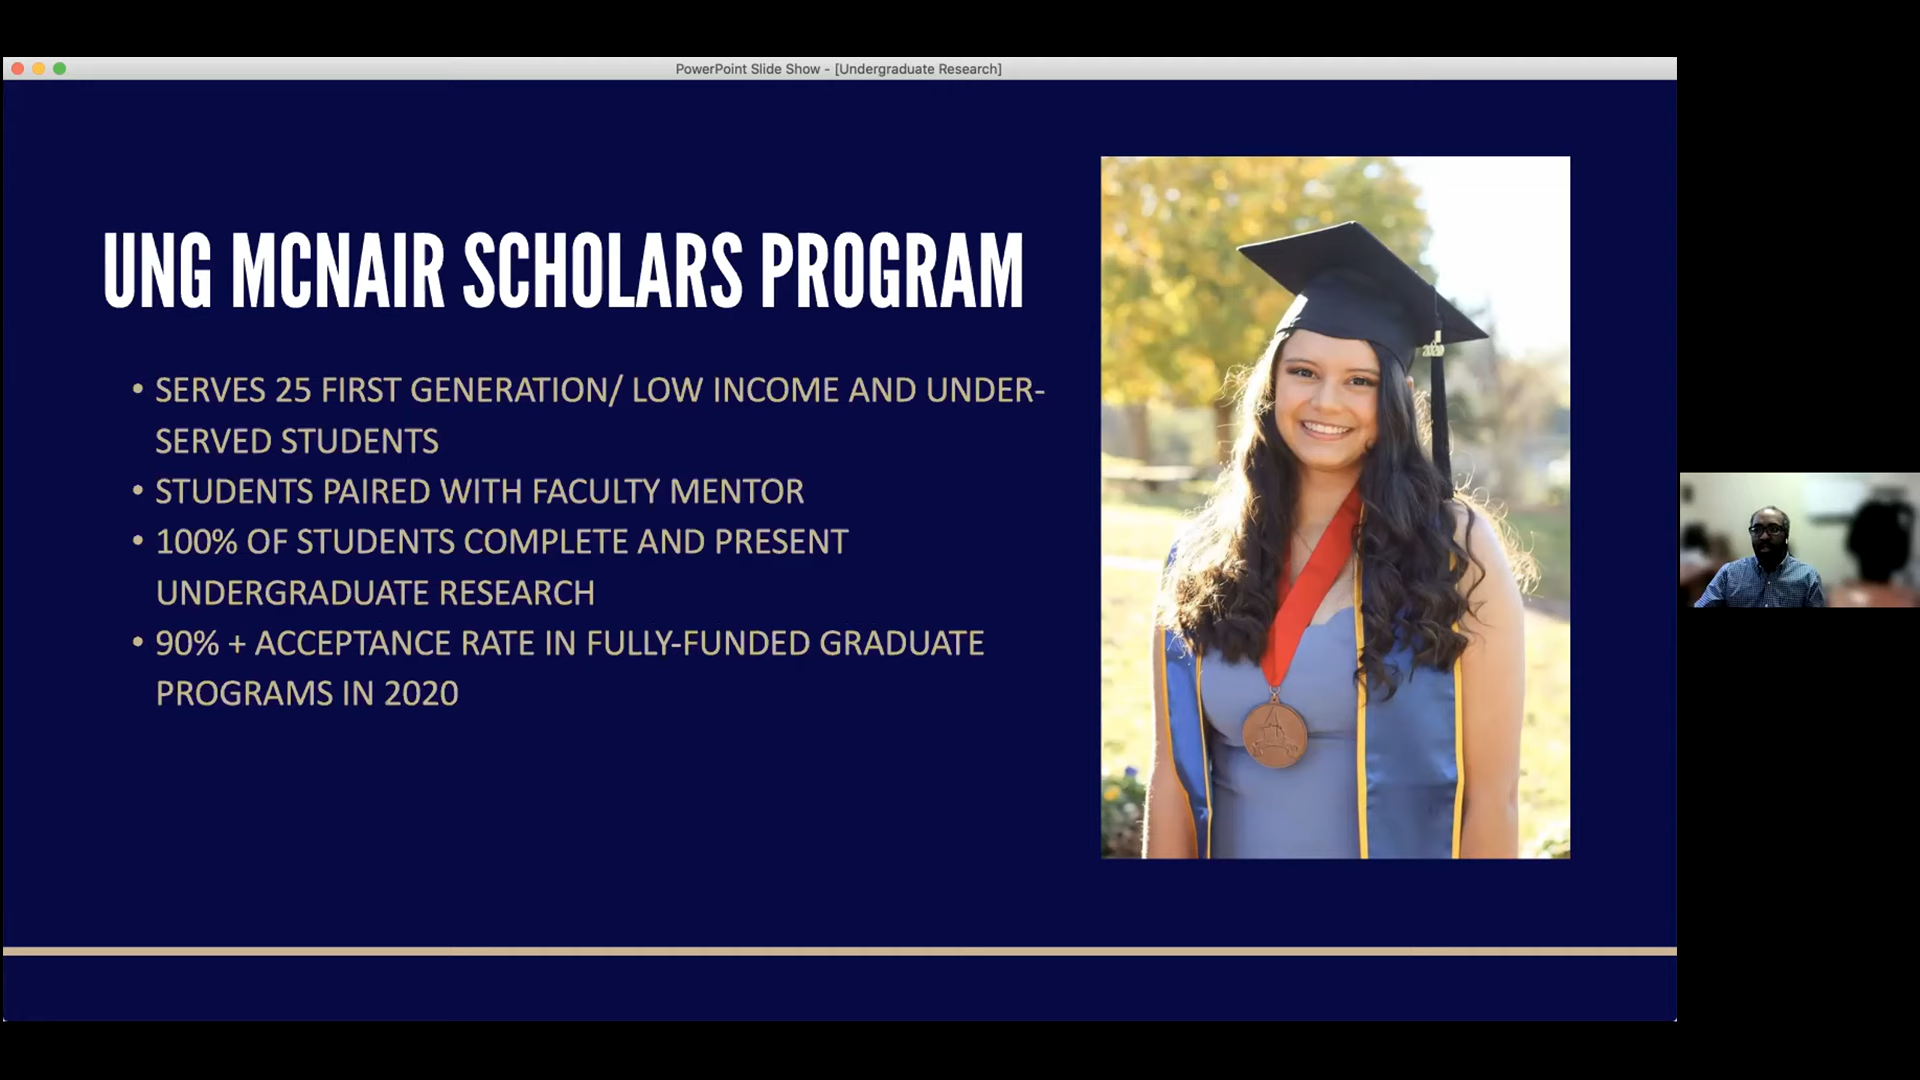 PowerPoint Slide Show - [Undergraduate Research]
UNG MCNAIR SCHOLARS PROGRAM
• SERVES 25 FIRST GENERATION/ LOW INCOME AND UNDER-
SERVED STUDENTS
• STUDENTS PAIRED WITH FACULTY MENTOR
• 100% OF STUDENTS COMPLETE AND PRESENT
UNDERGRADUATE RESEARCH
• 90% + ACCEPTANCE RATE IN FULLY-FUNDED GRADUATE
PROGRAMS IN 2020